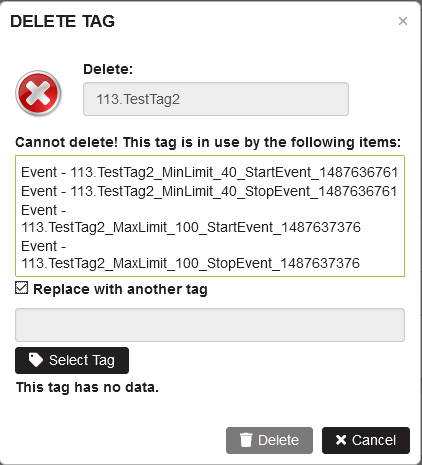 DELETE TAG
×
Delete:
113.TestTag2
Cannot delete! This tag is in use by the following items:
Event - 113.TestTag2_MinLimit_40_StartEvent_1487636761
Event - 113.TestTag2_MinLimit_40_StopEvent_1487636761
Event -
113.TestTag2_MaxLimit_100_StartEvent_1487637376
Event -
113.TestTag2_MaxLimit_100_StopEvent_1487637376
Replace with another tag
Select Tag
This tag has no data.
Delete
Cancel